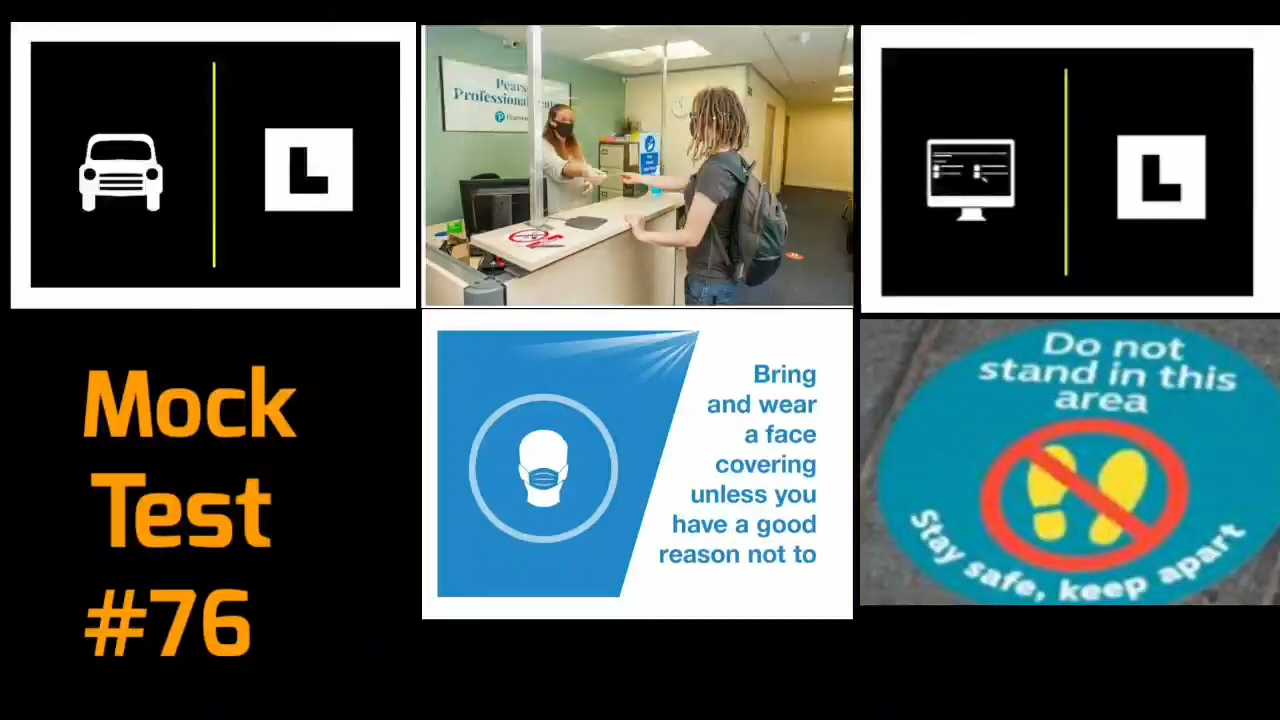 L
Professional
L
Mock
Test
#76
Bring
and wear
a face
covering
unless you
have a good
reason not to
Do not
stand in this
area
Stay safe, keep apart